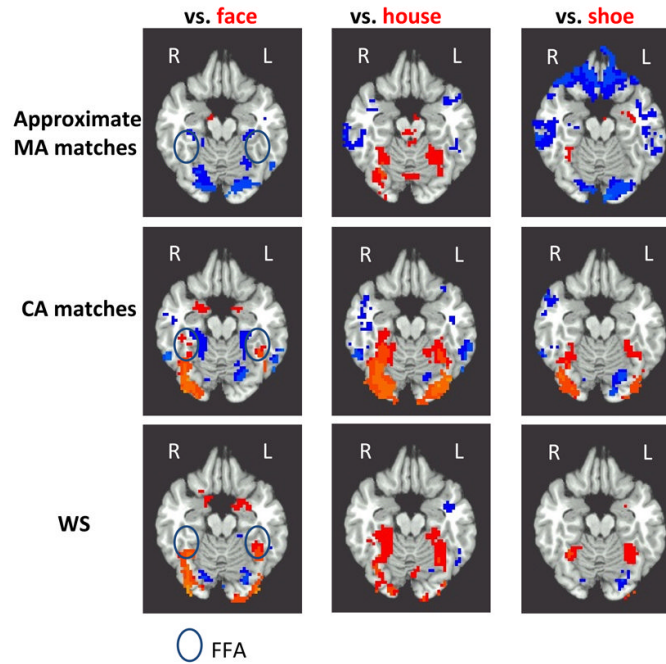 vs. face vs. house vs. shoe
R L R L R L
Approximate
MA matches
R L R L R L
CA matches
R L R L R L
WS
FFA